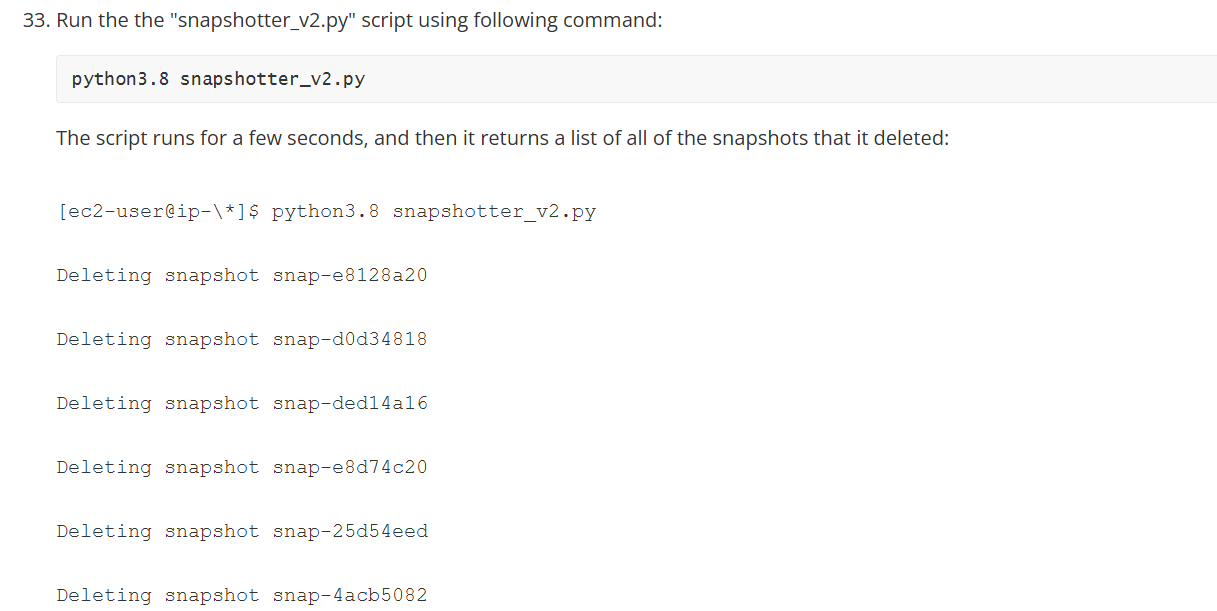 33. Run the the "snapshotter_v2.py" script using following command:
python3.8 snapshotter_v2.py
The script runs for a few seconds, and then it returns a list of all of the snapshots that it deleted:
[ec2-user@ip-\*]$ python3.8 snapshotter_v2.py
Deleting snapshot snap-e8128a20
Deleting snapshot snap-d0d34818
Deleting snapshot snap-ded14a16
Deleting snapshot snap-e8d74c20
Deleting snapshot snap-25d54eed
Deleting snapshot snap-4acb5082